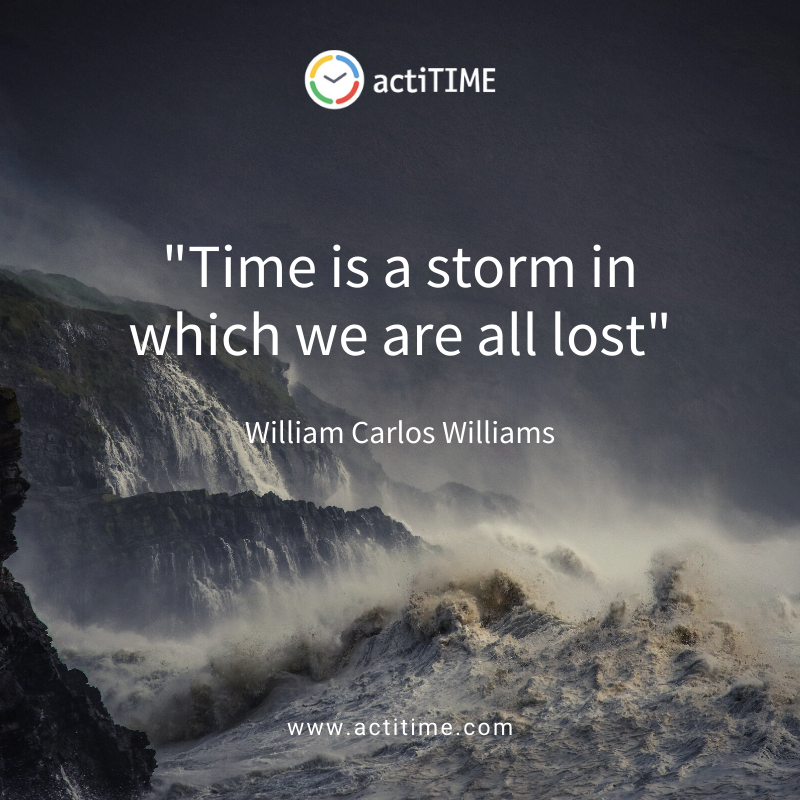 actiTIME
"Time is a storm in
which we are all lost"
William Carlos Williams
www.actitime.com